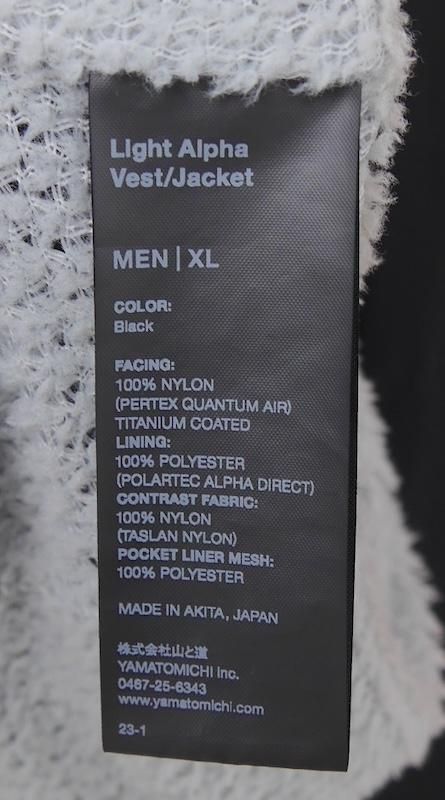 Light Alpha
Vest/Jacket
MEN | XL
COLOR:
Black
FACING:
100% NYLON
(PERTEX QUANTUM AIR)
TITANIUM COATED
LINING:
100% POLYESTER
(POLARTEC ALPHA DIRECT)
CONTRAST FABRIC:
100% NYLON
(TASLAN NYLON)
POCKET LINER MESH:
100% POLYESTER
MADE IN AKITA, JAPAN
株式会社山と道
YAMATOMICHI Inc.
0467-25-6343
www.yamatomichi.com
23-1